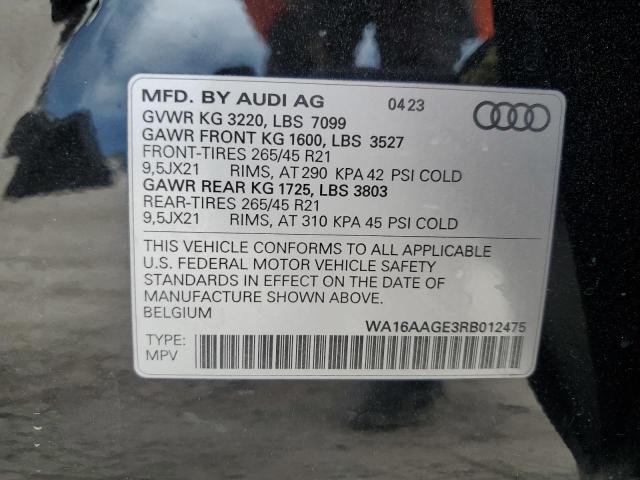 MFD. BY AUDI AG 0423
GVWR KG 3220, LBS 7099
GAWR FRONT KG 1600, LBS 3527
FRONT-TIRES 265/45 R21
9,5JX21 RIMS, AT 290 KPA 42 PSI COLD
GAWR REAR KG 1725, LBS 3803
REAR-TIRES 265/45 R21
9,5JX21 RIMS, AT 310 KPA 45 PSI COLD
THIS VEHICLE CONFORMS TO ALL APPLICABLE
U.S. FEDERAL MOTOR VEHICLE SAFETY
STANDARDS IN EFFECT ON THE DATE OF
MANUFACTURE SHOWN ABOVE.
BELGIUM
WA16AAGE3RB012475
TYPE:
MPV